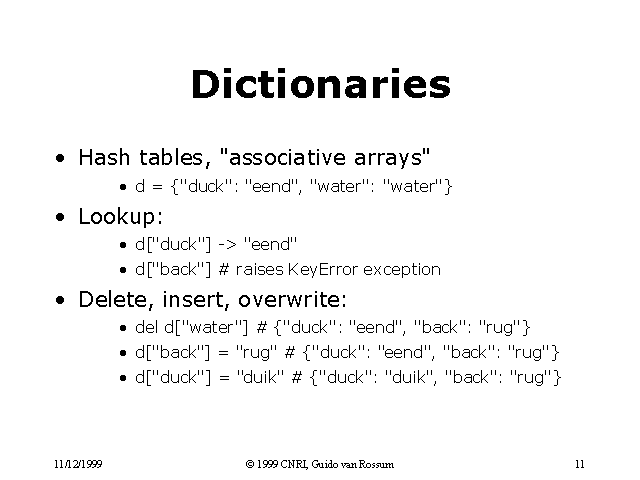 Dictionaries
• Hash tables, "associative arrays"
• d = {"duck": "eend", "water": "water"}
• Lookup:
• d["duck"] -> "eend"
• d["back"] # raises KeyError exception
• Delete, insert, overwrite:
• del d["water"] # {"duck": "eend", "back": "rug"}
• d["back"] = "rug" # {"duck": "eend", "back": "rug"}
• d["duck"] = "duik" # {"duck": "duik", "back": "rug"}
11/12/1999
© 1999 CNRI, Guido van Rossum
11